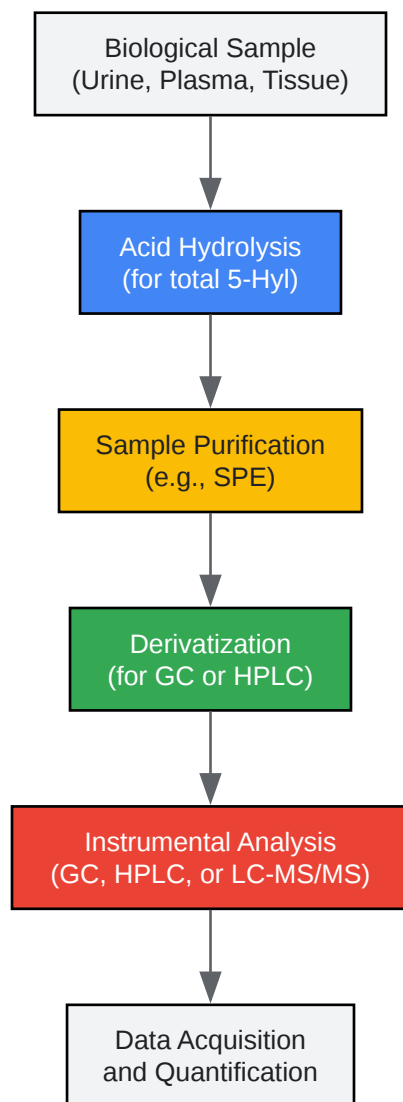 Biological Sample
(Urine, Plasma, Tissue)
Acid Hydrolysis
(for total 5-Hyl)
Sample Purification
(e.g., SPE)
Derivatization
(for GC or HPLC)
Instrumental Analysis
(GC, HPLC, or LC-MS/MS)
Data Acquisition
and Quantification